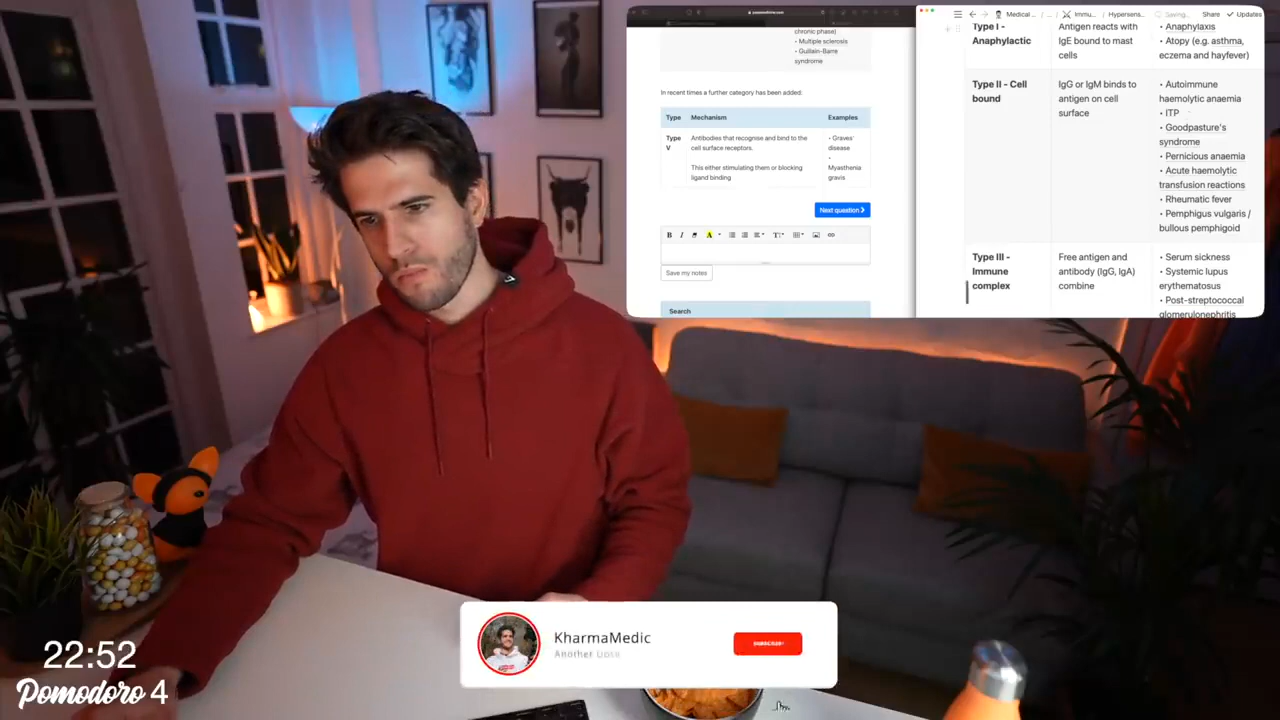 chronic phase)
• Multiple sclerosis
• Guillain-Barre
syndrome
In recent times a further category has been added:
Type Mechanism Examples
Type
V
Antibodies that recognise and bind to the
cell surface receptors.
This either stimulating them or blocking
ligand binding
• Graves'
disease
•
Myasthenia
gravis
Next question
Save my notes
Search
Medical ... / ... / Immu... / Hypersens... Saving... Share Updates
Type I -
Anaphylactic
Antigen reacts with
IgE bound to mast
cells
• Anaphylaxis
• Atopy (e.g. asthma,
eczema and hayfever)
Type II - Cell
bound
IgG or IgM binds to
antigen on cell
surface
• Autoimmune
haemolytic anaemia
• ITP
• Goodpasture's
syndrome
• Pernicious anaemia
• Acute haemolytic
transfusion reactions
• Rheumatic fever
• Pemphigus vulgaris /
bullous pemphigoid
Type III -
Immune
complex
Free antigen and
antibody (IgG, IgA)
combine
• Serum sickness
• Systemic lupus
erythematosus
• Post-streptococcal
glomerulonephritis
KharmaMedic
Another
SUBSCRIBE
22:52
Pomodoro 4